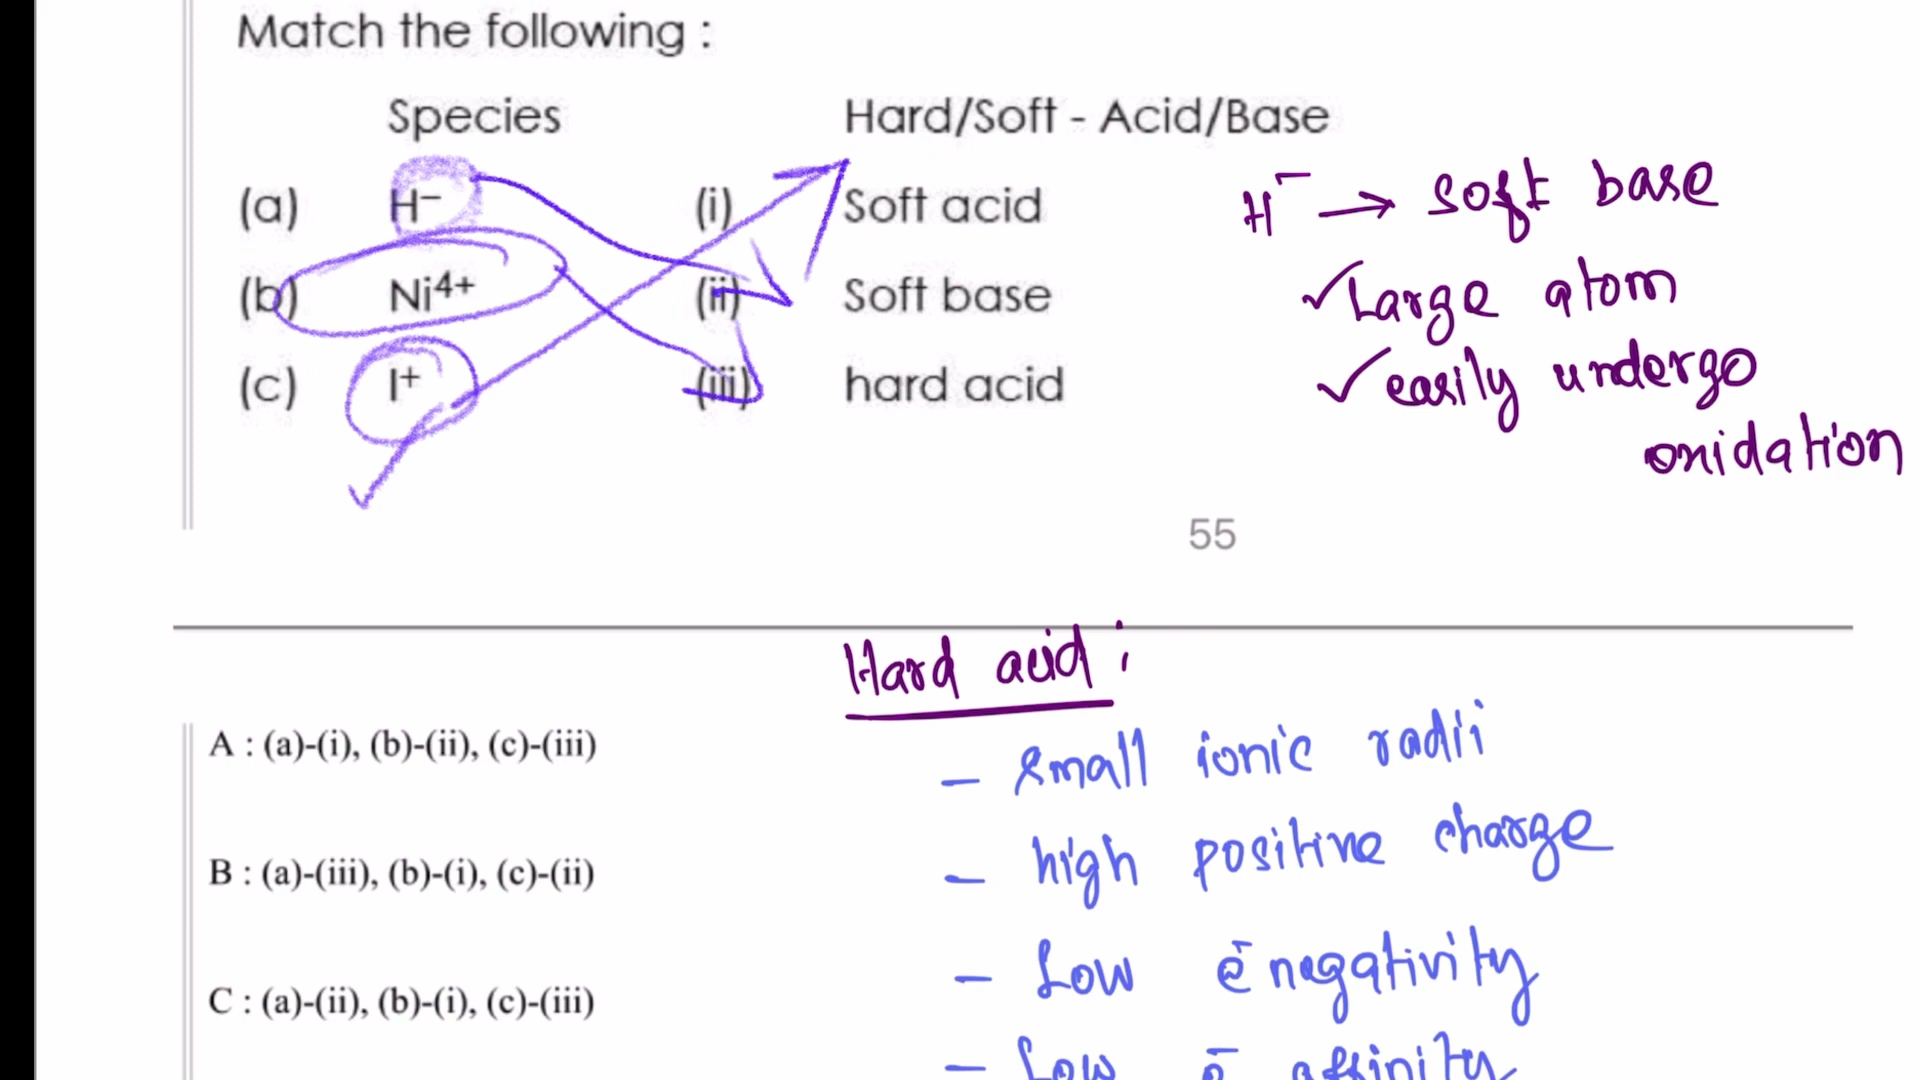 Match the following :
Species Hard/Soft - Acid/Base
(a) H⁻ (i) Soft acid
(b) Ni⁴⁺ (ii) Soft base
(c) I⁺ (iii) hard acid
H⁻ → Soft base
✓Large atom
✓easily undergo
oxidation
55
Hard acid :
A : (a)-(i), (b)-(ii), (c)-(iii)
– small ionic radii
B : (a)-(iii), (b)-(i), (c)-(ii)
– high positive charge
C : (a)-(ii), (b)-(i), (c)-(iii)
– Low ē negativity
– Low ē affinity